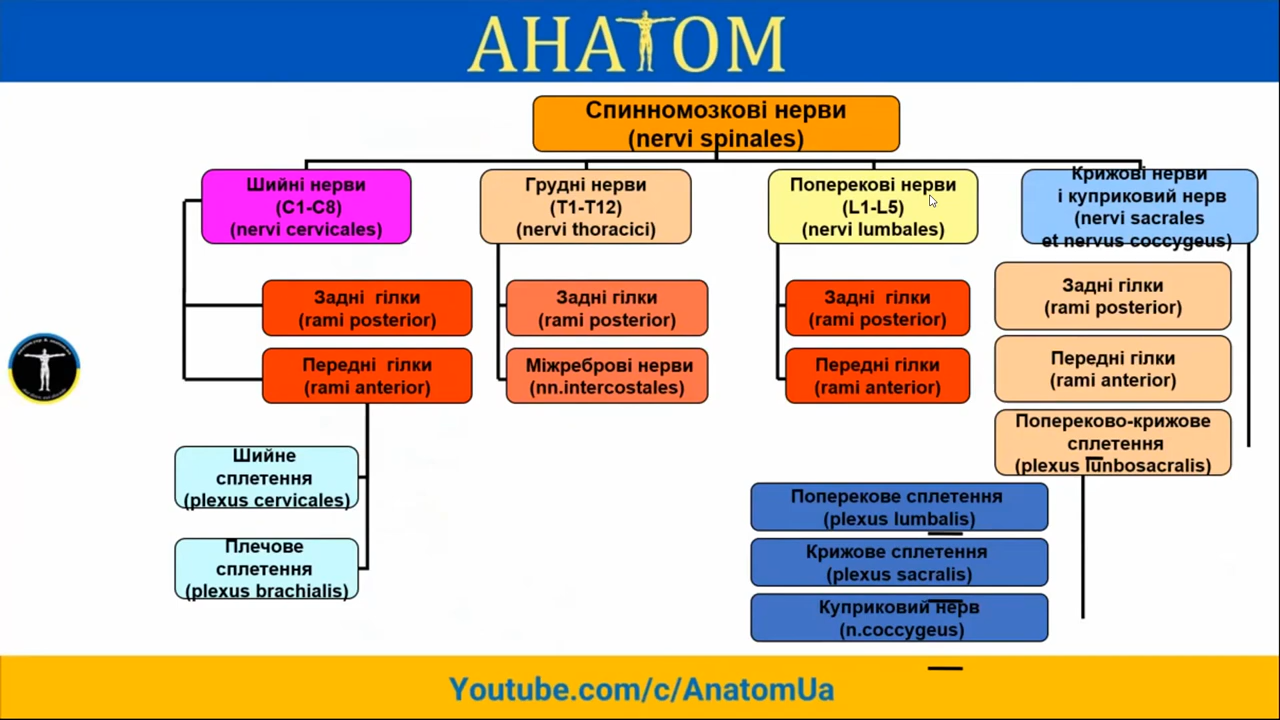 АНАТОМ
Спинномозкові нерви
(nervi spinales)
Шийні нерви
(C1-C8)
(nervi cervicales)
Грудні нерви
(T1-T12)
(nervi thoracici)
Поперекові нерви
(L1-L5)
(nervi lumbales)
Крижові нерви
і куприковий нерв
(nervi sacrales
et nervus coccygeus)
Задні гілки
(rami posterior)
Передні гілки
(rami anterior)
Задні гілки
(rami posterior)
Міжреброві нерви
(nn.intercostales)
Задні гілки
(rami posterior)
Передні гілки
(rami anterior)
Задні гілки
(rami posterior)
Передні гілки
(rami anterior)
Попереково-крижове
сплетення
(plexus lunbosacralis)
Шийне
сплетення
(plexus cervicales)
Плечове
сплетення
(plexus brachialis)
Поперекове сплетення
(plexus lumbalis)
Крижове сплетення
(plexus sacralis)
Куприковий нерв
(n.coccygeus)
Youtube.com/c/AnatomUa